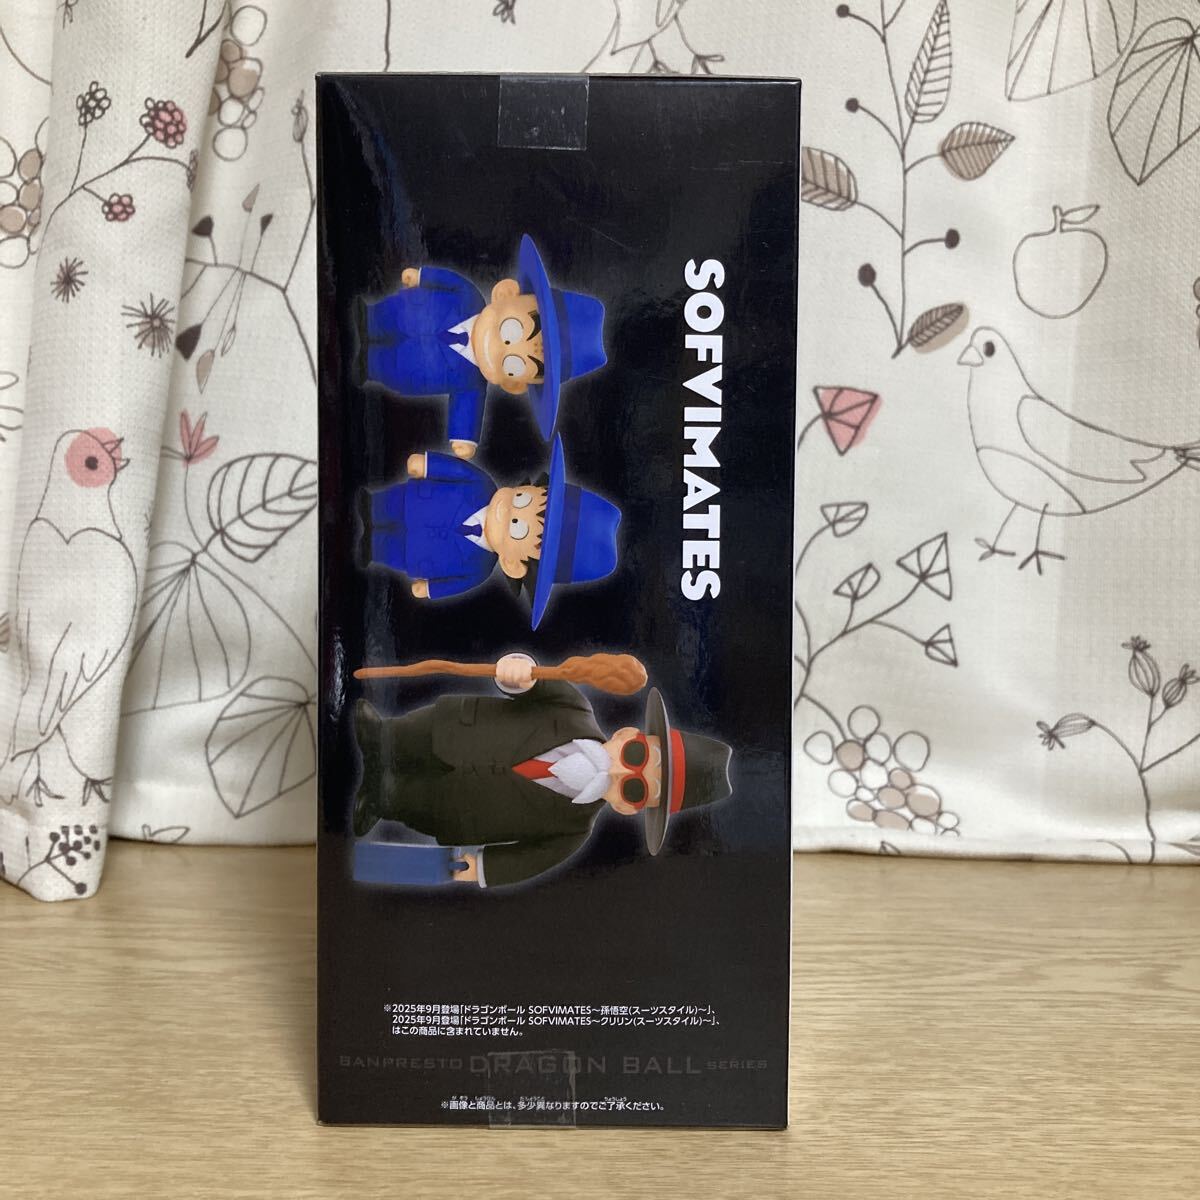 SOFVIMATES
※2025年9月登場「ドラゴンボール SOFVIMATES～孫悟空(スーツスタイル)～」、
2025年9月登場「ドラゴンボール SOFVIMATES～クリリン(スーツスタイル)～」、
はこの商品に含まれていません。
BANPRESTO DRAGON BALL SERIES
※画像と商品とは、多少異なりますのでご了承ください。